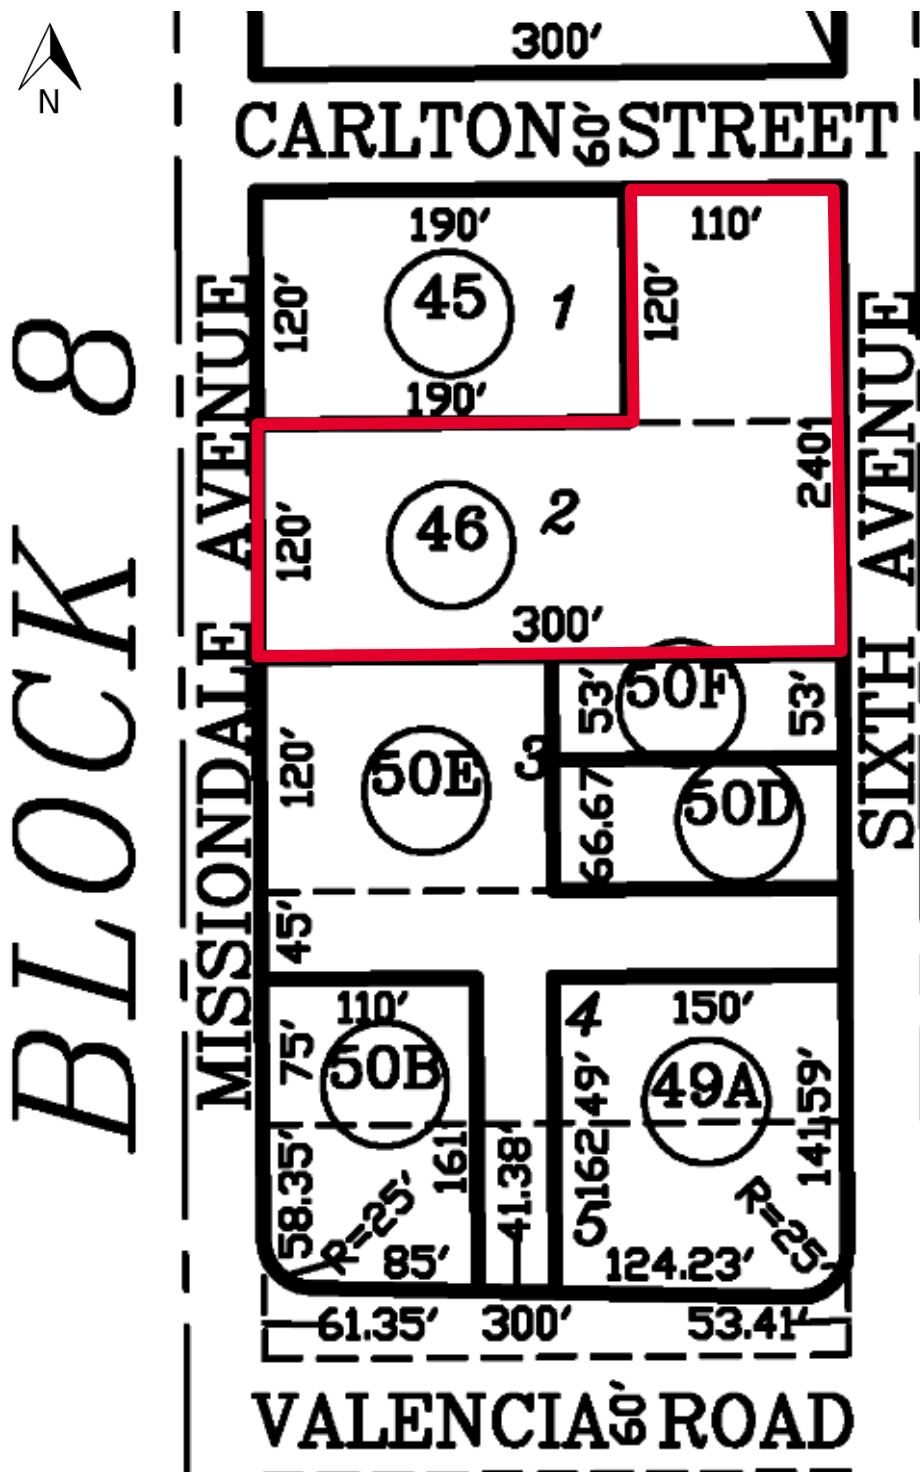 300′
N
CARLTON 60′ STREET
190′
110′
120′
45
1
120′
190′
BLOCK 8
MISSIONDALE AVENUE
SIXTH AVENUE
240′
120′
46
2
300′
53′
50F
53′
120′
50E
3
66.67
50D
45′
110′
4
150′
75′
50B
162.49′
49A
141.59′
58.35′
R=25′
161
41.38′
5
R=25′
85′
124.23′
61.35′
300′
53.41′
VALENCIA 60′ ROAD